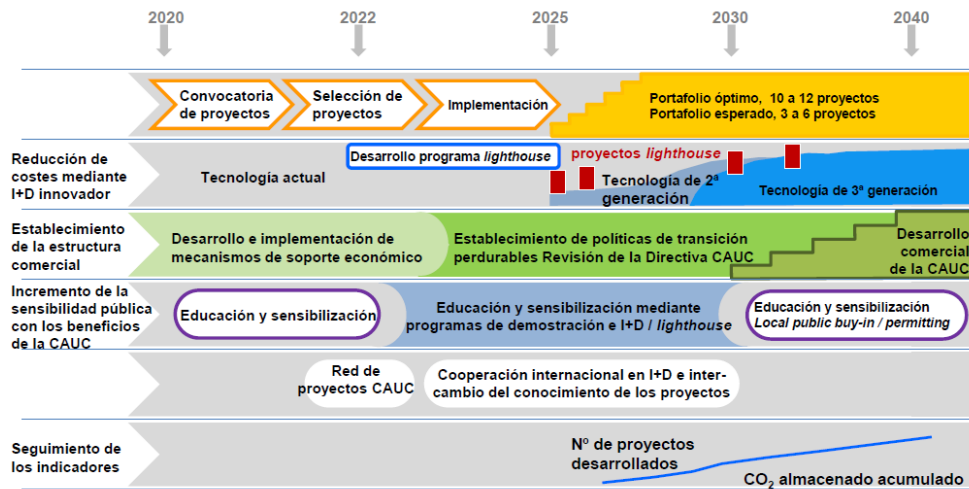 2020
2022
2025
2030
2040
Convocatoria
de proyectos
Selección de
proyectos
Implementación
Portafolio óptimo, 10 a 12 proyectos
Portafolio esperado, 3 a 6 proyectos
Reducción de
costes mediante
I+D innovador
Tecnología actual
Desarrollo programa lighthouse
proyectos lighthouse
Tecnología de 2ª
generación
Tecnología de 3ª generación
Establecimiento
de la estructura
comercial
Desarrollo e implementación de
mecanismos de soporte económico
Establecimiento de políticas de transición
perdurables Revisión de la Directiva CAUC
Desarrollo
comercial
de la CAUC
Incremento de la
sensibilidad pública
con los beneficios
de la CAUC
Educación y sensibilización
Educación y sensibilización mediante
programas de demostración e I+D / lighthouse
Educación y sensibilización
Local public buy-in / permitting
Red de
proyectos CAUC
Cooperación internacional en I+D e inter-
cambio del conocimiento de los proyectos
Seguimiento de
los indicadores
Nº de proyectos
desarrollados
CO₂ almacenado acumulado